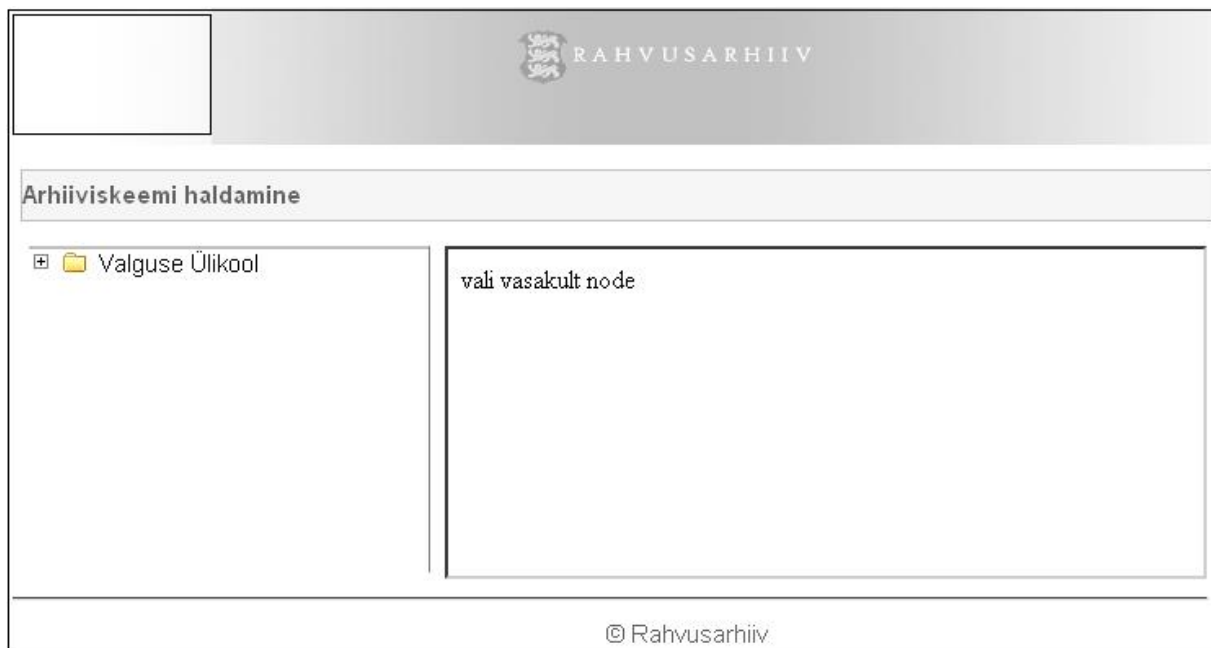 RAHVUSARHIIV
Arhiiviskeemi haldamine
Valguse Ülikool
vali vasakult node
© Rahvusarhiiv